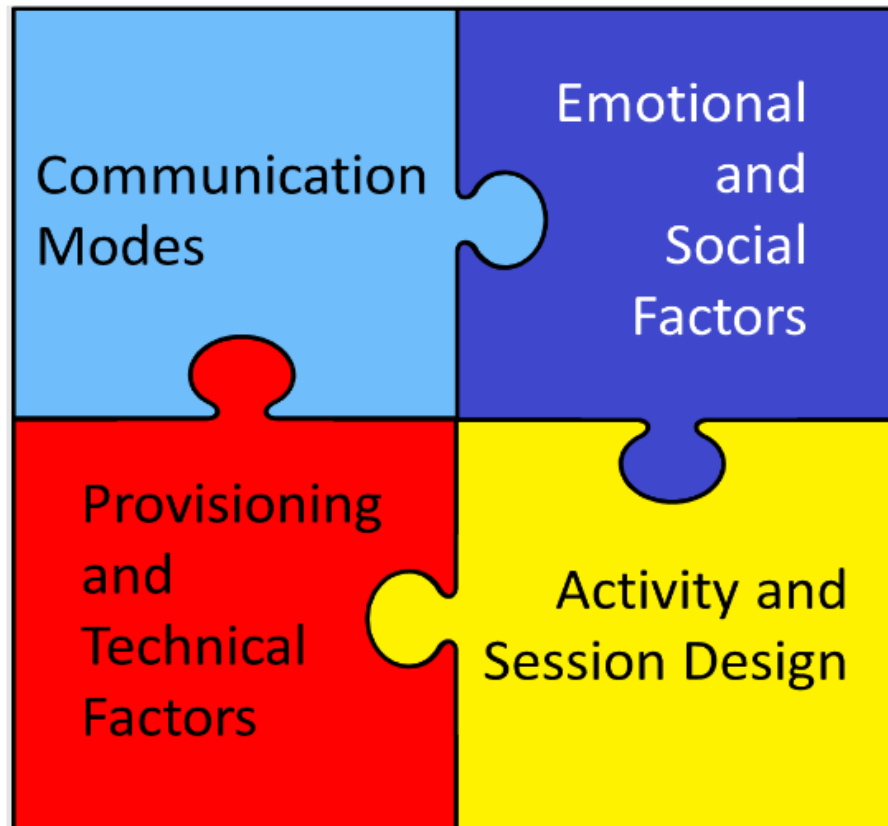 Communication
Modes
Emotional
and
Social
Factors
Provisioning
and
Technical
Factors
Activity and
Session Design